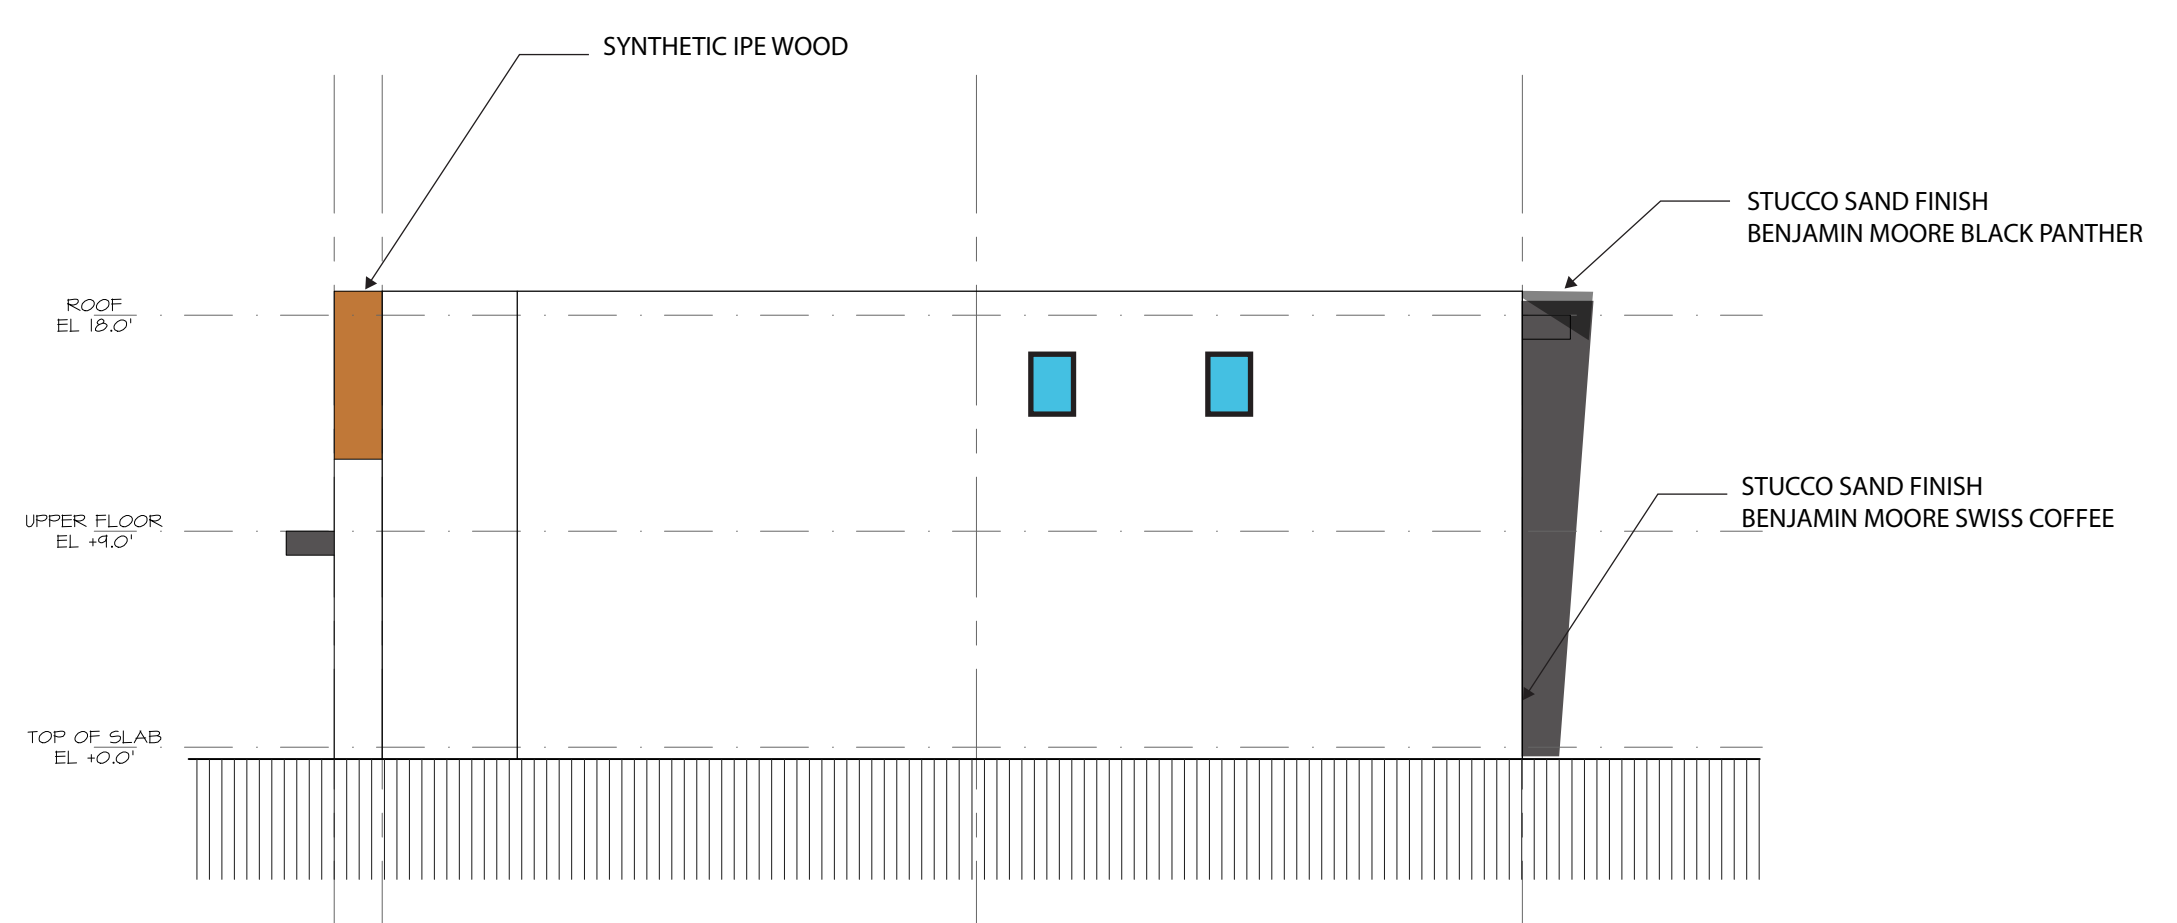 SYNTHETIC IPE WOOD
STUCCO SAND FINISH
BENJAMIN MOORE BLACK PANTHER
ROOF
EL 18.0'
STUCCO SAND FINISH
BENJAMIN MOORE SWISS COFFEE
UPPER FLOOR
EL +9.0'
TOP OF SLAB
EL +0.0'